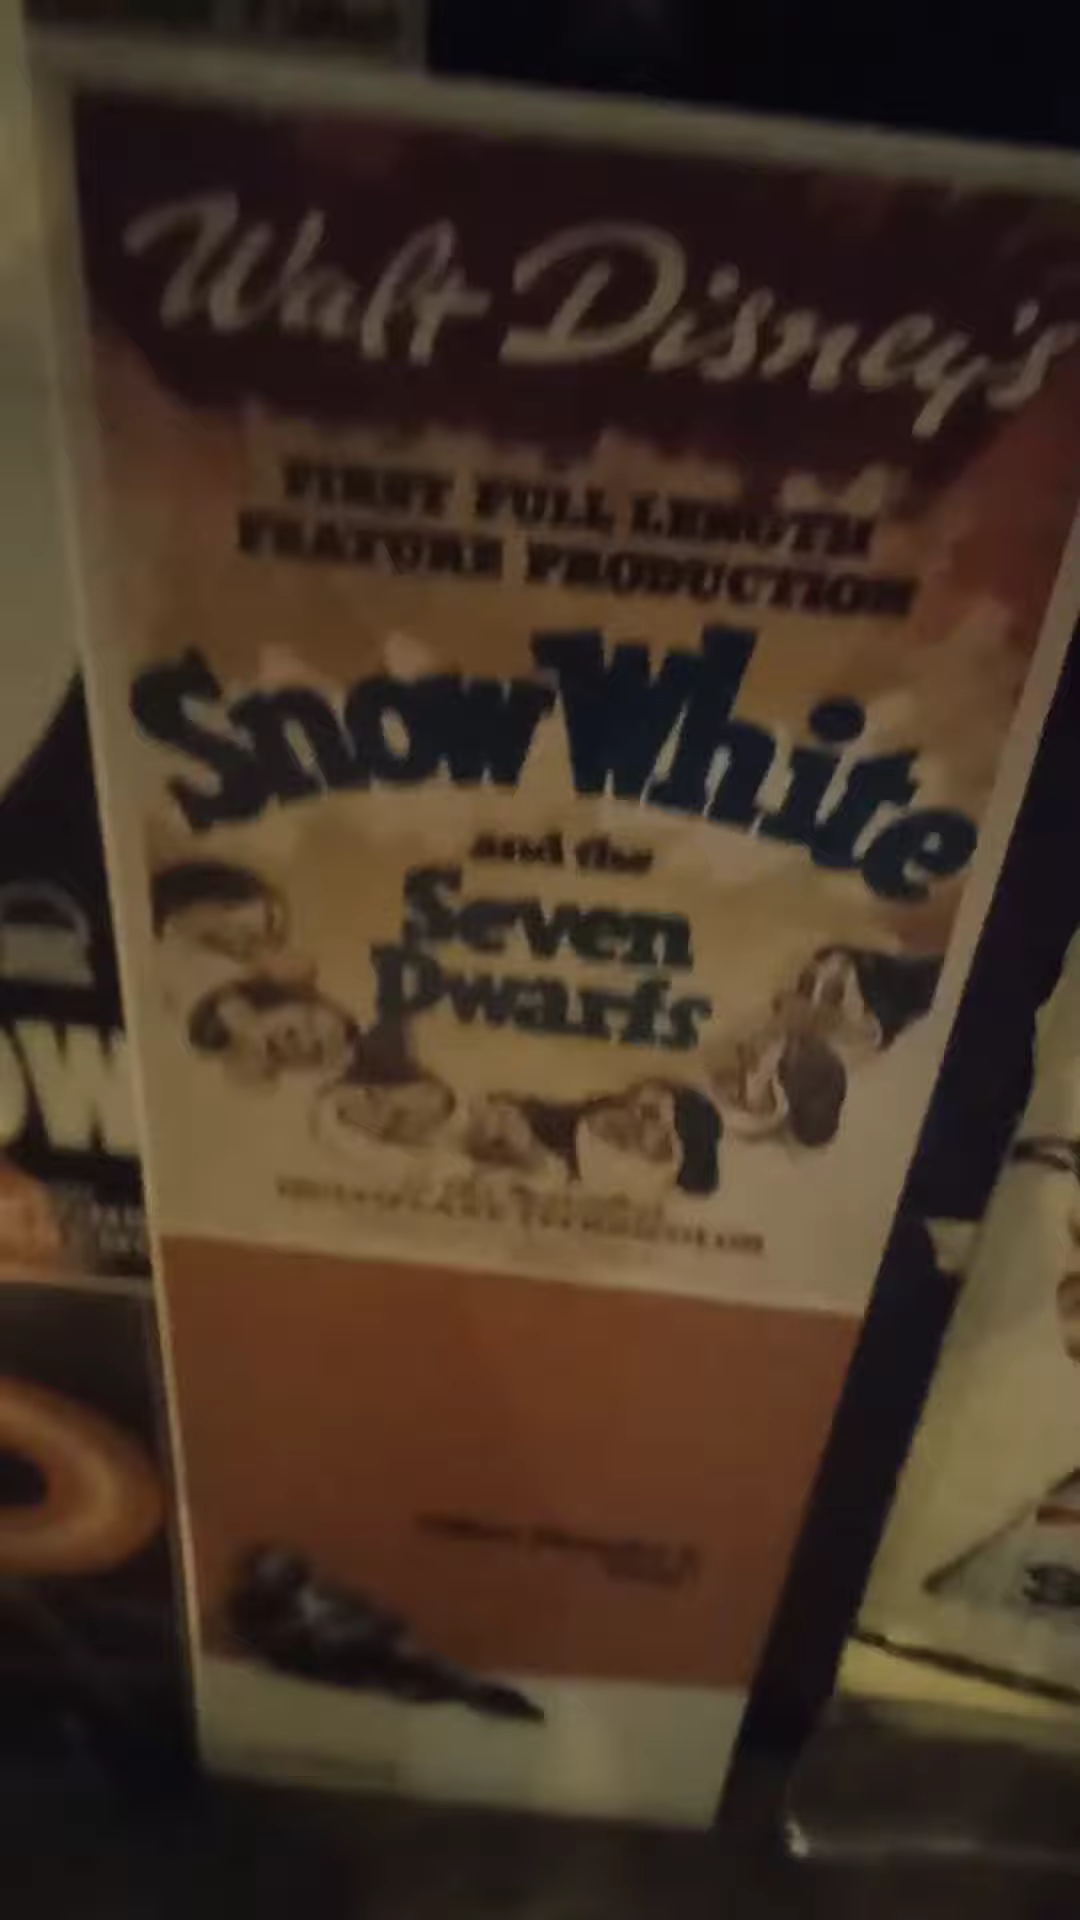 Walt Disney's
FIRST FULL LENGTH
FEATURE PRODUCTION
Snow White
and the
Seven
Dwarfs